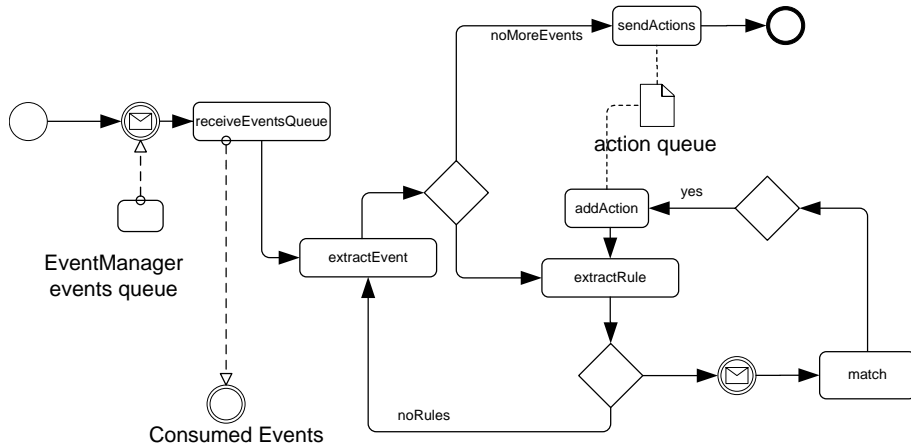 sendActions
noMoreEvents
receiveEventsQueue
action queue
yes
addAction
extractEvent
EventManager
events queue
extractRule
match
noRules
Consumed Events